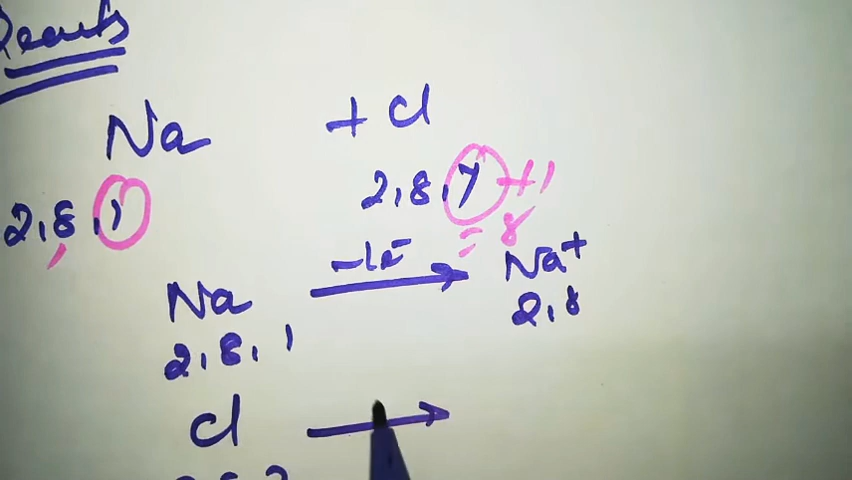 Na + Cl
2,8,1 2,8,7 +1
= 8
Na -1e⁻ → Na+
2,8,1 2,8
Cl →